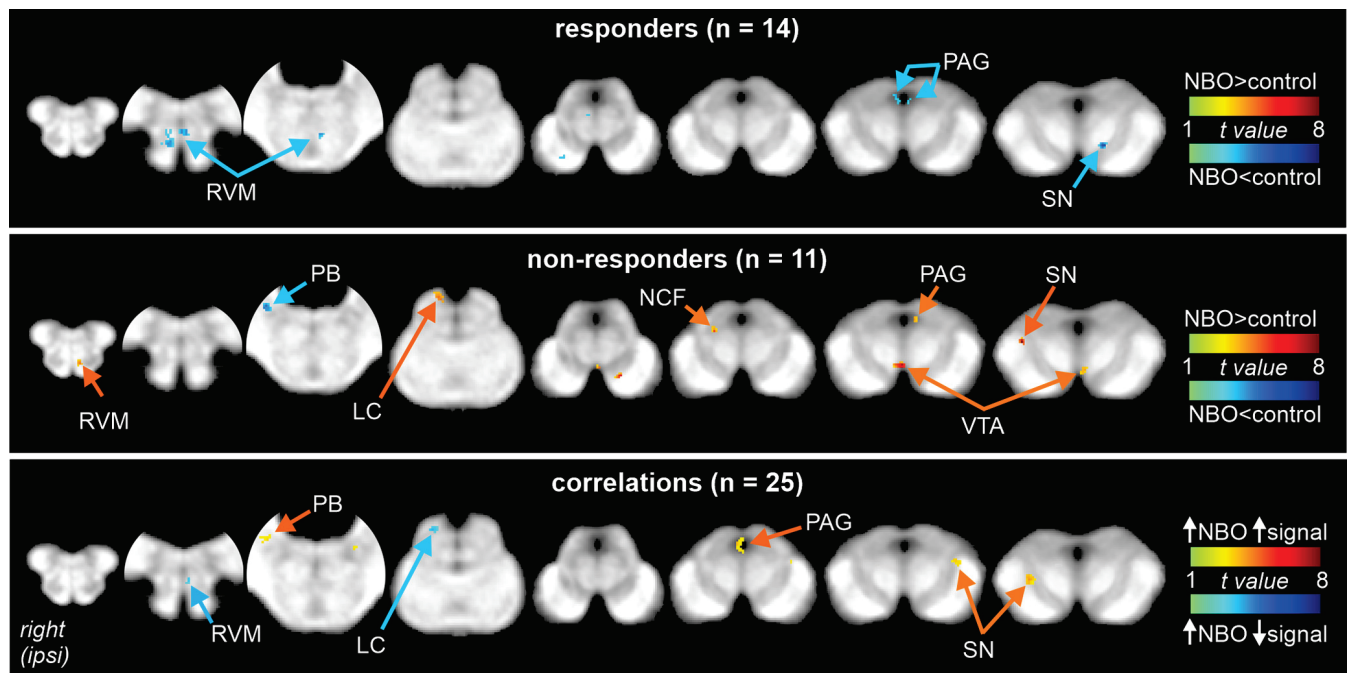 responders (n = 14)
PAG
NBO>control
1 t value 8
NBO<control
RVM
SN
non-responders (n = 11)
PB
NCF
PAG
SN
NBO>control
1 t value 8
NBO<control
RVM
LC
VTA
correlations (n = 25)
PB
PAG
↑NBO ↑signal
1 t value 8
↑NBO ↓signal
right
(ipsi)
RVM
LC
SN